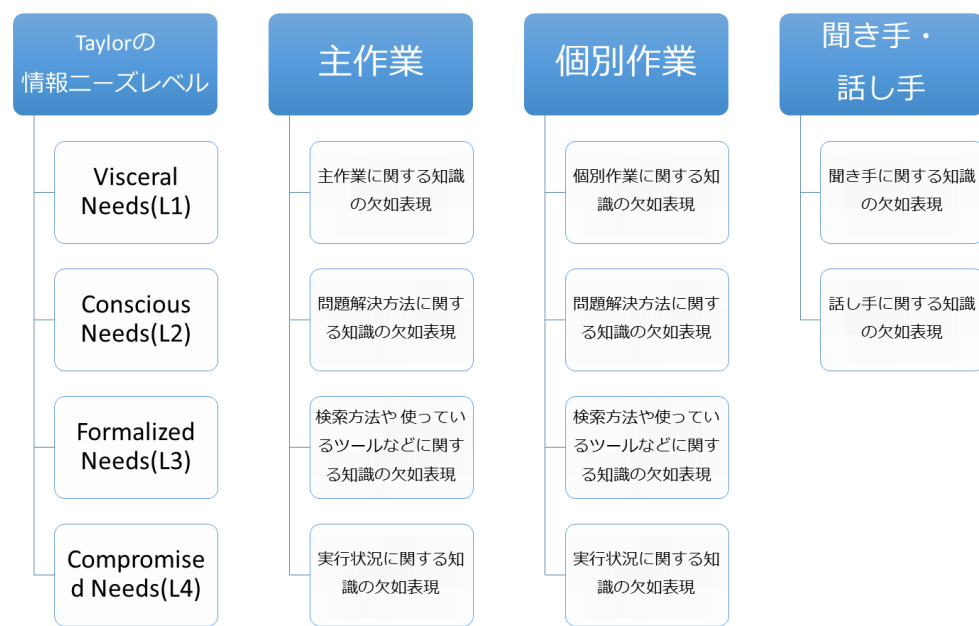 Taylorの
情報ニーズレベル
Visceral
Needs(L1)
Conscious
Needs(L2)
Formalized
Needs(L3)
Compromise
d Needs(L4)
主作業
主作業に関する知識
の欠如表現
問題解決方法に関す
る知識の欠如表現
検索方法や 使ってい
るツールなどに関す
る知識の欠如表現
実行状況に関する知
識の欠如表現
個別作業
個別作業に関する知
識の欠如表現
問題解決方法に関す
る知識の欠如表現
検索方法や使ってい
るツールなどに関す
る知識の欠如表現
実行状況に関する知
識の欠如表現
聞き手・
話し手
聞き手に関する知識
の欠如表現
話し手に関する知識
の欠如表現